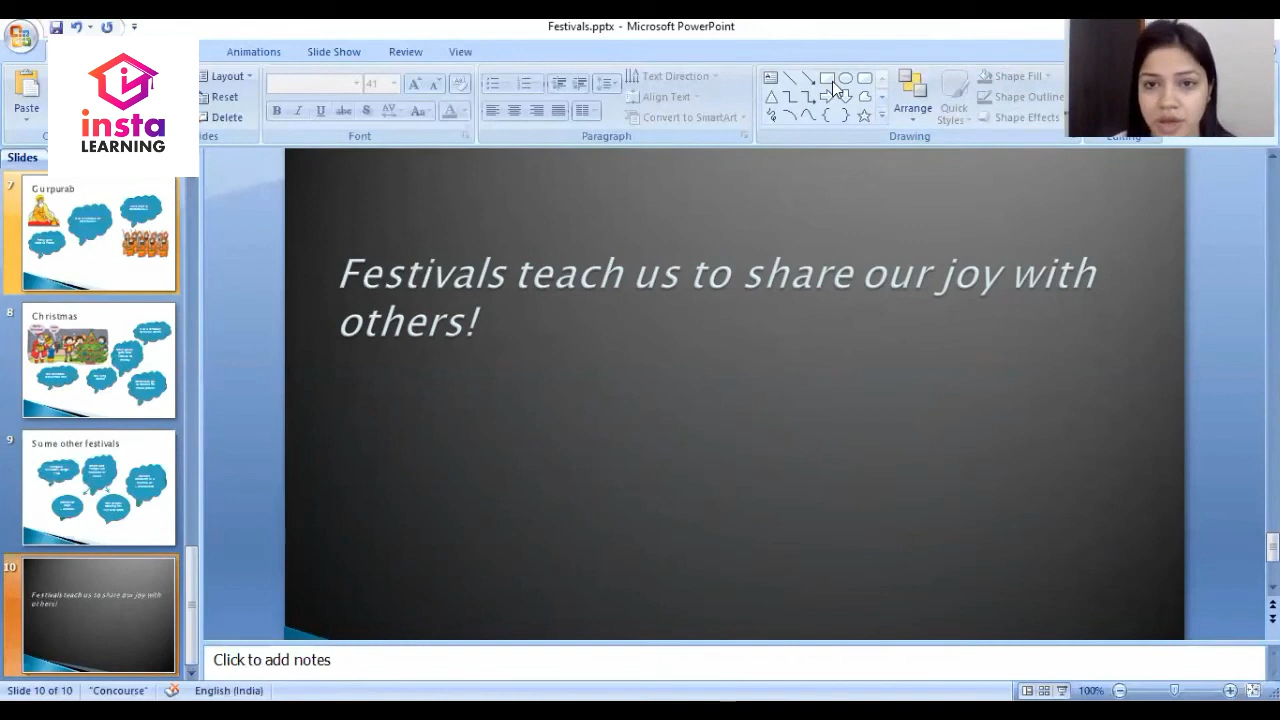 Festivals.pptx - Microsoft PowerPoint
Animations
Slide Show
Review
View
Paste
Layout
Reset
Delete
41
Text Direction
Align Text
Convert to SmartArt
Arrange
Quick
Styles
Shape Fill
Shape Outline
Shape Effects
Font
Paragraph
Drawing
Editing
insta
LEARNING
Slides
7
Gurpurab
8
Christmas
9
Some other festivals
10
Festivals teach us to share our joy with
others!
Festivals teach us to share our joy with
others!
Click to add notes
Slide 10 of 10
"Concourse"
English (India)
100%